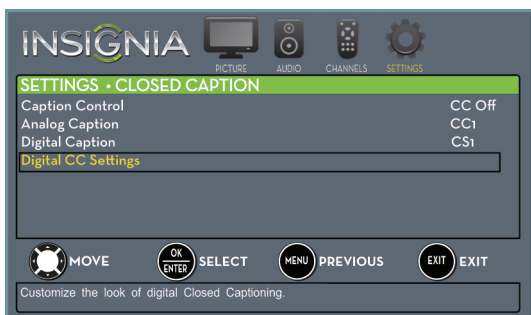 INSIGNIA
PICTURE AUDIO CHANNELS SETTINGS
SETTINGS • CLOSED CAPTION
Caption Control CC Off
Analog Caption CC1
Digital Caption CS1
Digital CC Settings
MOVE OK ENTER SELECT MENU PREVIOUS EXIT EXIT
Customize the look of digital Closed Captioning.